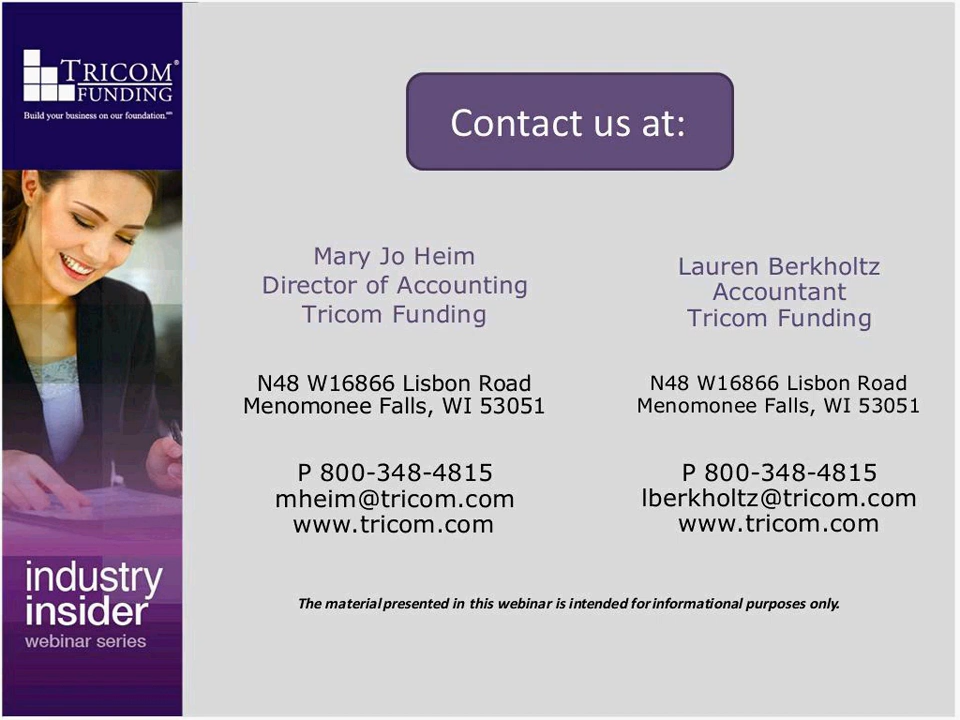 TRICOM®
FUNDING
Build your business on our foundation.℠
Contact us at:
Mary Jo Heim
Director of Accounting
Tricom Funding
N48 W16866 Lisbon Road
Menomonee Falls, WI 53051
P 800-348-4815
mheim@tricom.com
www.tricom.com
Lauren Berkholtz
Accountant
Tricom Funding
N48 W16866 Lisbon Road
Menomonee Falls, WI 53051
P 800-348-4815
lberkholtz@tricom.com
www.tricom.com
industry
insider
webinar series
The material presented in this webinar is intended for informational purposes only.